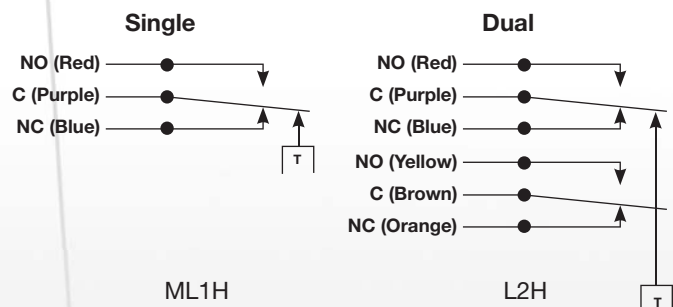 Single
NO (Red)
C (Purple)
NC (Blue)
T
ML1H
Dual
NO (Red)
C (Purple)
NC (Blue)
NO (Yellow)
C (Brown)
NC (Orange)
T
L2H